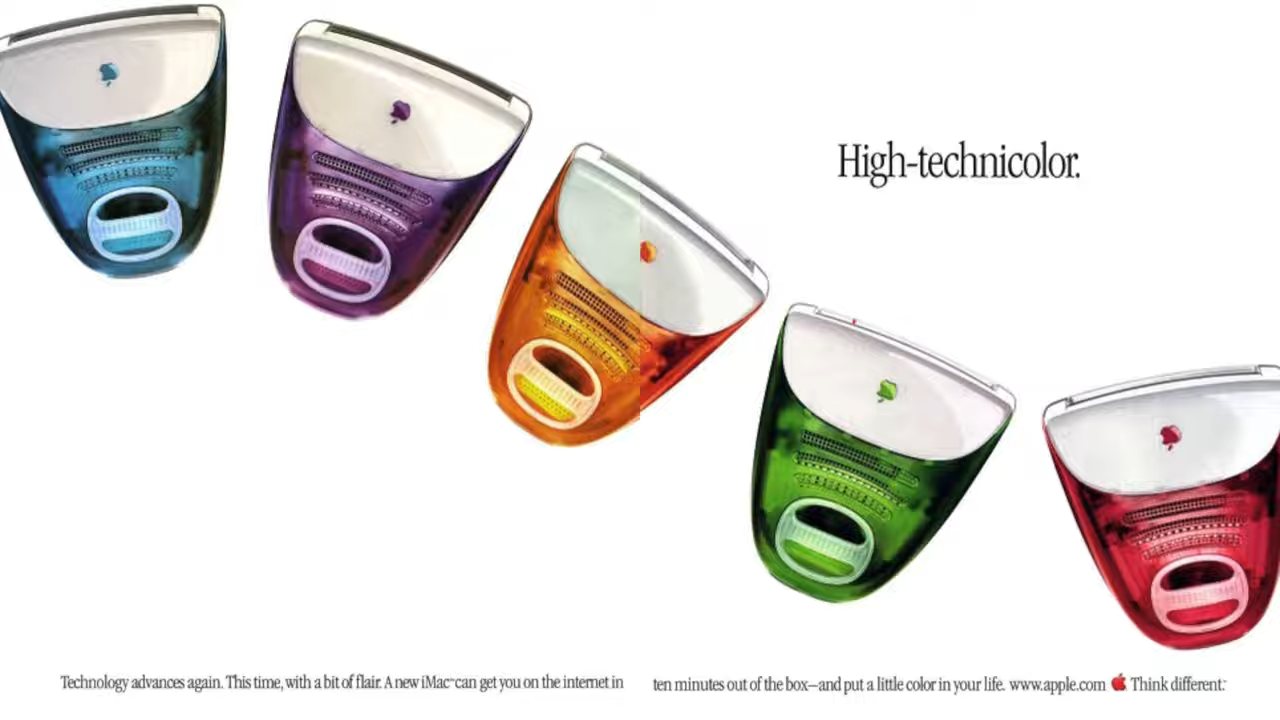 High-technicolor.
Technology advances again. This time, with a bit of flair. A new iMac™ can get you on the internet in ten minutes out of the box—and put a little color in your life. www.apple.com Think different.™